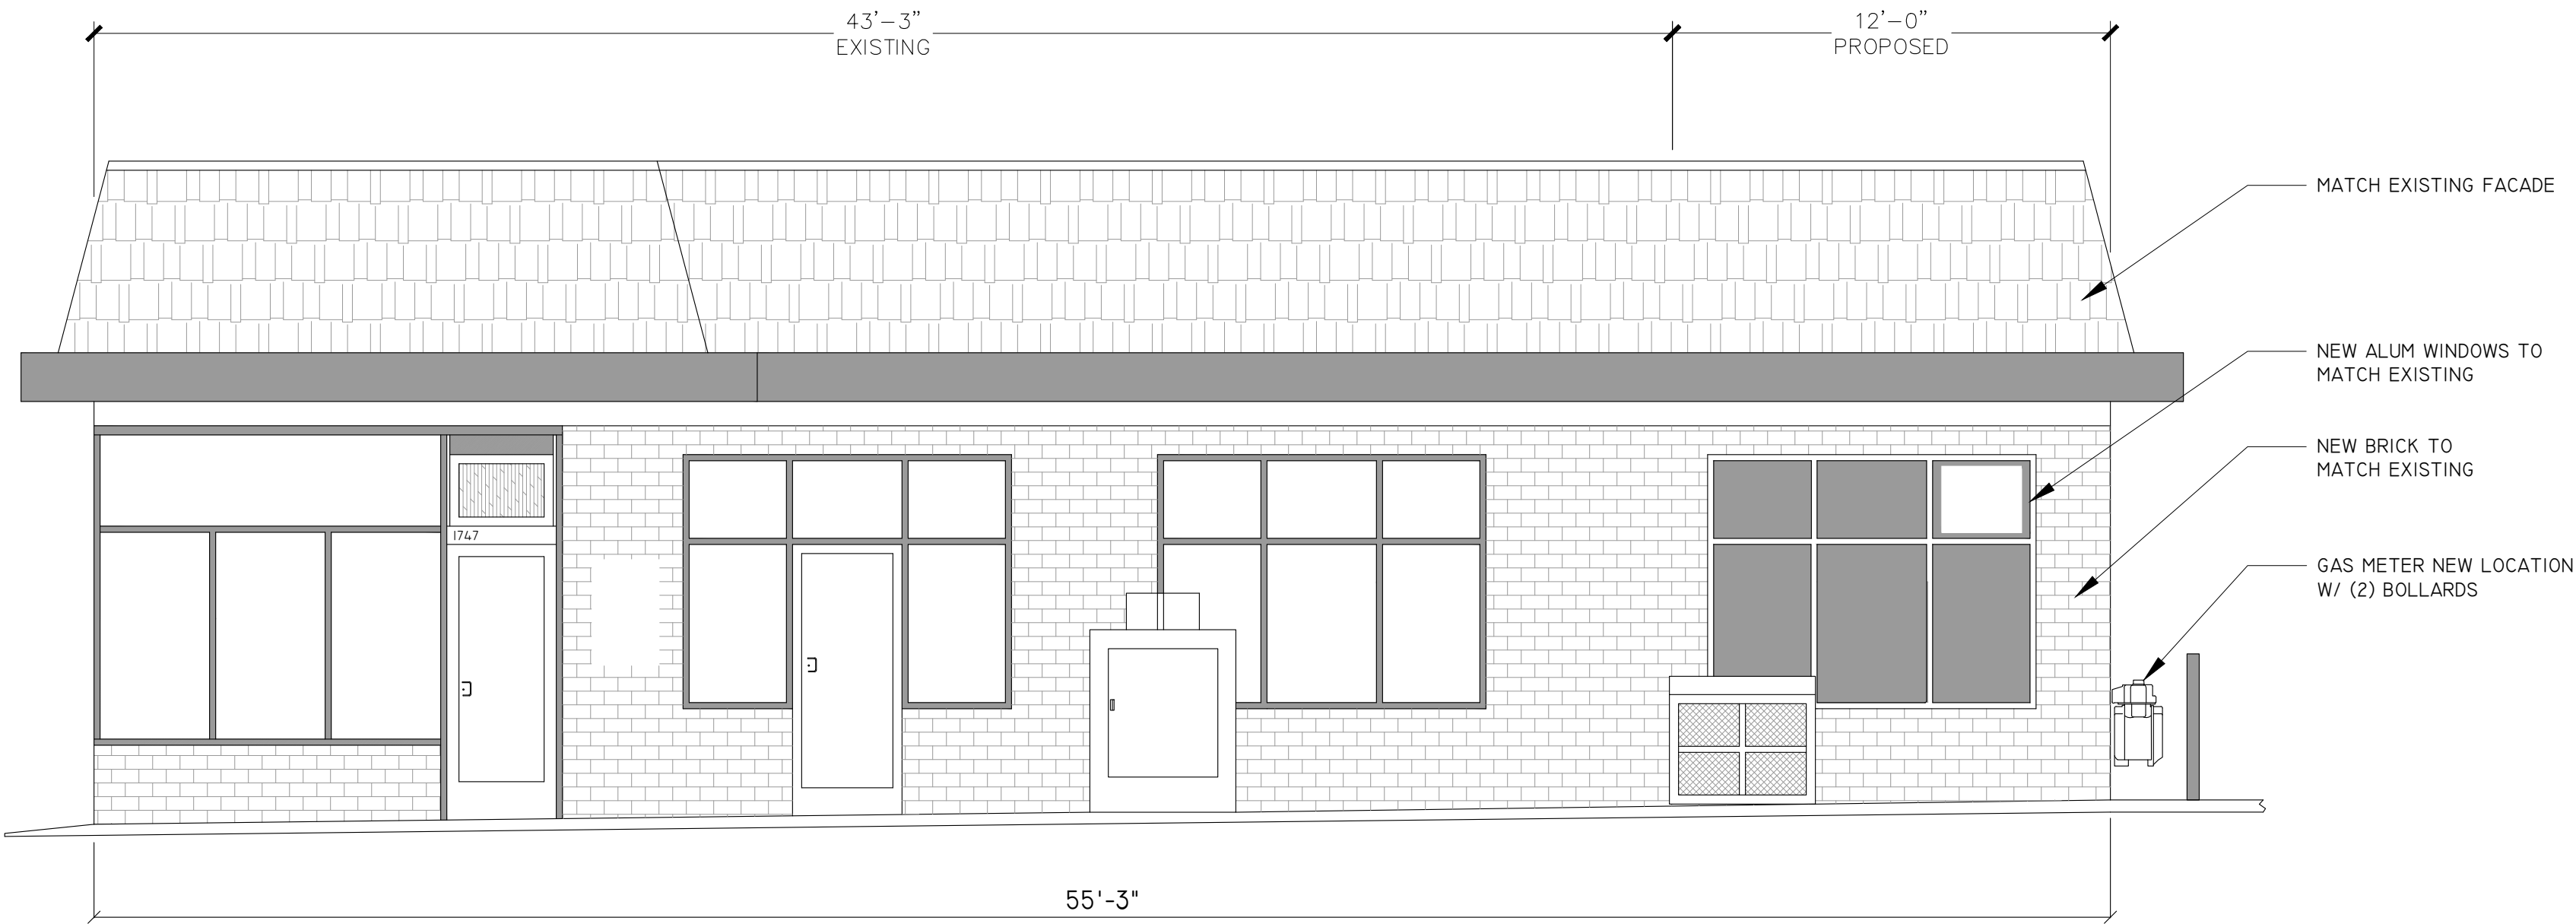 43'-3"
EXISTING
12'-0"
PROPOSED
MATCH EXISTING FACADE
NEW ALUM WINDOWS TO
MATCH EXISTING
NEW BRICK TO
MATCH EXISTING
1747
GAS METER NEW LOCATION
W/ (2) BOLLARDS
55'-3"